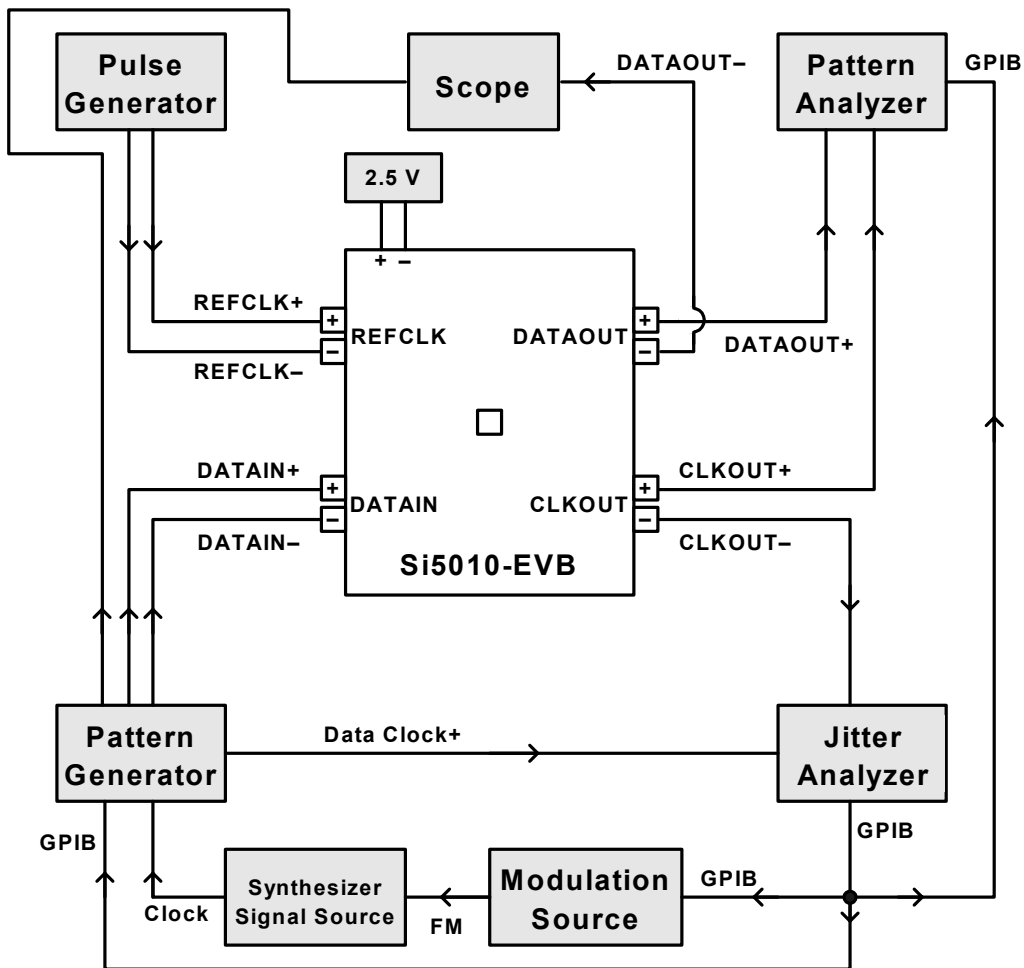 Pulse
Generator
Scope
DATAOUT–
Pattern
Analyzer
GPIB
2.5 V
+ –
REFCLK+
+
REFCLK
–
REFCLK–
DATAOUT
+
–
DATAOUT+
DATAIN+
+
DATAIN
–
DATAIN–
CLKOUT+
+
CLKOUT
–
CLKOUT–
Si5010-EVB
Pattern
Generator
Data Clock+
Jitter
Analyzer
GPIB
GPIB
Clock
Synthesizer
Signal Source
FM
Modulation
Source
GPIB